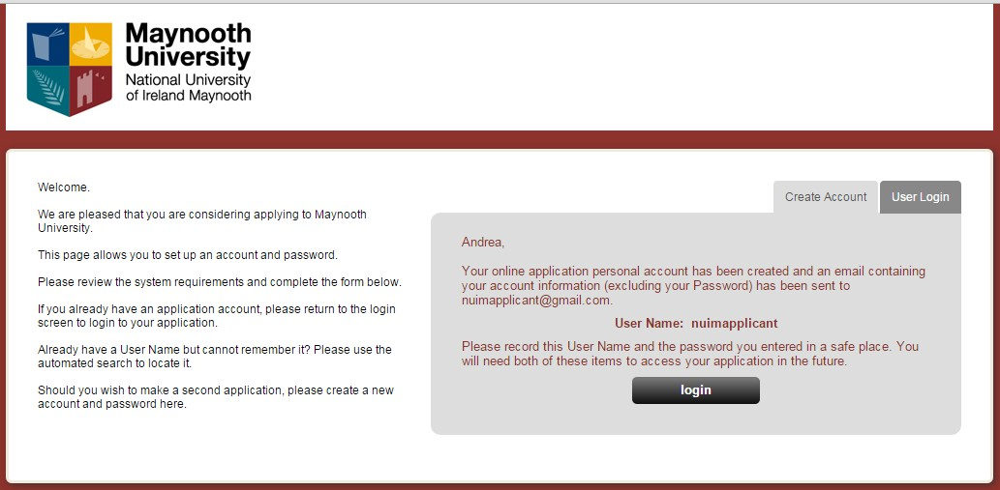 Maynooth
University
National University
of Ireland Maynooth
Welcome.
We are pleased that you are considering applying to Maynooth
University.
This page allows you to set up an account and password.
Please review the system requirements and complete the form below.
If you already have an application account, please return to the login
screen to login to your application.
Already have a User Name but cannot remember it? Please use the
automated search to locate it.
Should you wish to make a second application, please create a new
account and password here.
Create Account
User Login
Andrea,
Your online application personal account has been created and an email containing
your account information (excluding your Password) has been sent to
nuimapplicant@gmail.com.
User Name: nuimapplicant
Please record this User Name and the password you entered in a safe place. You
will need both of these items to access your application in the future.
login